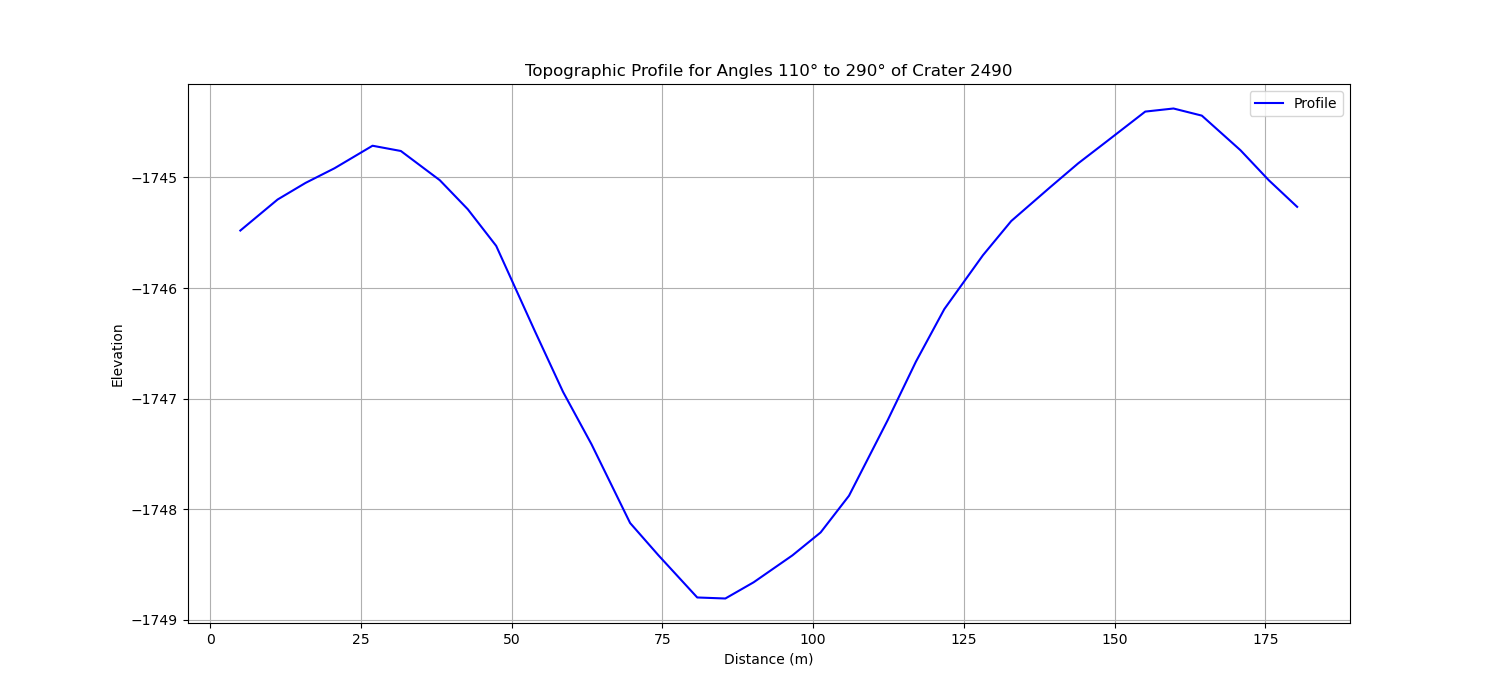 Topographic Profile for Angles 110° to 290° of Crater 2490
Profile
−1745
−1746
−1747
−1748
−1749
Elevation
0 25 50 75 100 125 150 175
Distance (m)